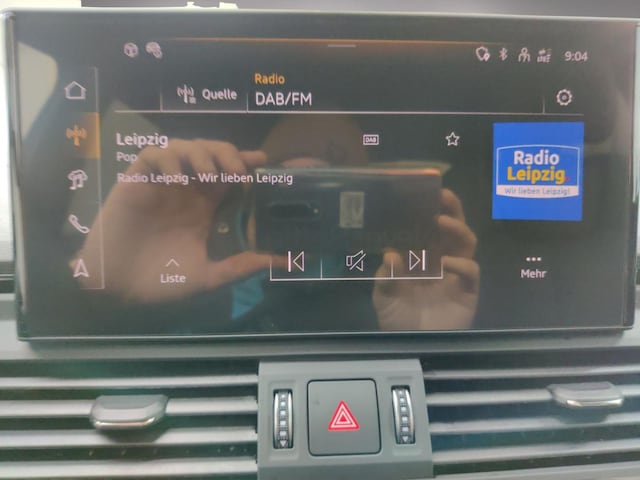 9:04
Quelle
Radio
DAB/FM
Leipzig
DAB
Pop
Radio Leipzig - Wir lieben Leipzig
Radio
Leipzig
Wir lieben Leipzig!
Liste
Mehr